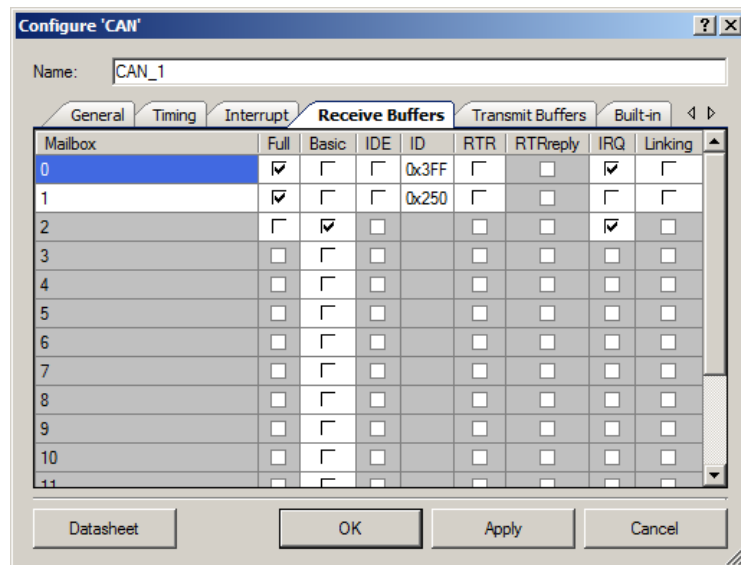 Configure 'CAN'
Name: CAN_1
General Timing Interrupt Receive Buffers Transmit Buffers Built-in
Mailbox Full Basic IDE ID RTR RTRreply IRQ Linking
0 0x3FF
1 0x250
2
3
4
5
6
7
8
9
10
11
Datasheet OK Apply Cancel